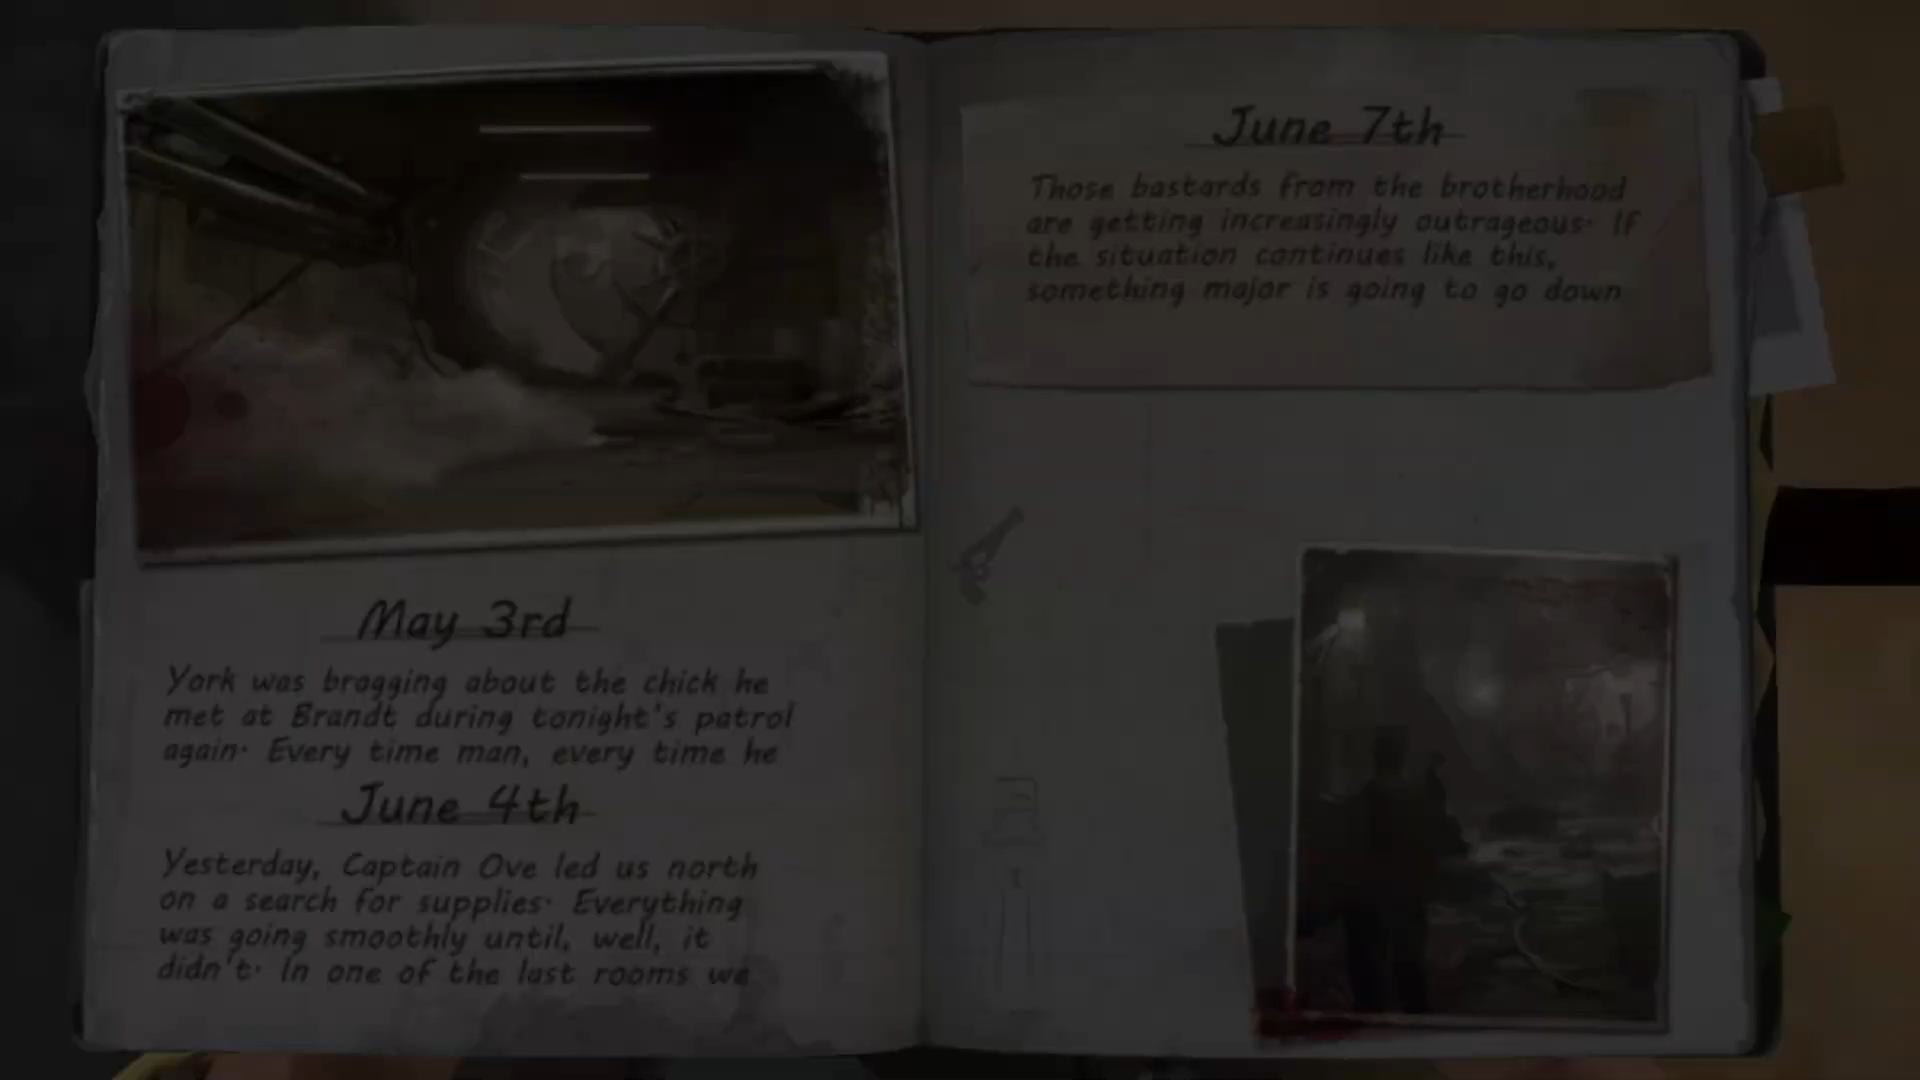 May 3rd
York was bragging about the chick he
met at Brandt during tonight's patrol
again. Every time man, every time he
June 4th
Yesterday, Captain Ove led us north
on a search for supplies. Everything
was going smoothly until, well, it
didn't. In one of the last rooms we
June 7th
Those bastards from the brotherhood
are getting increasingly outrageous. If
the situation continues like this,
something major is going to go down